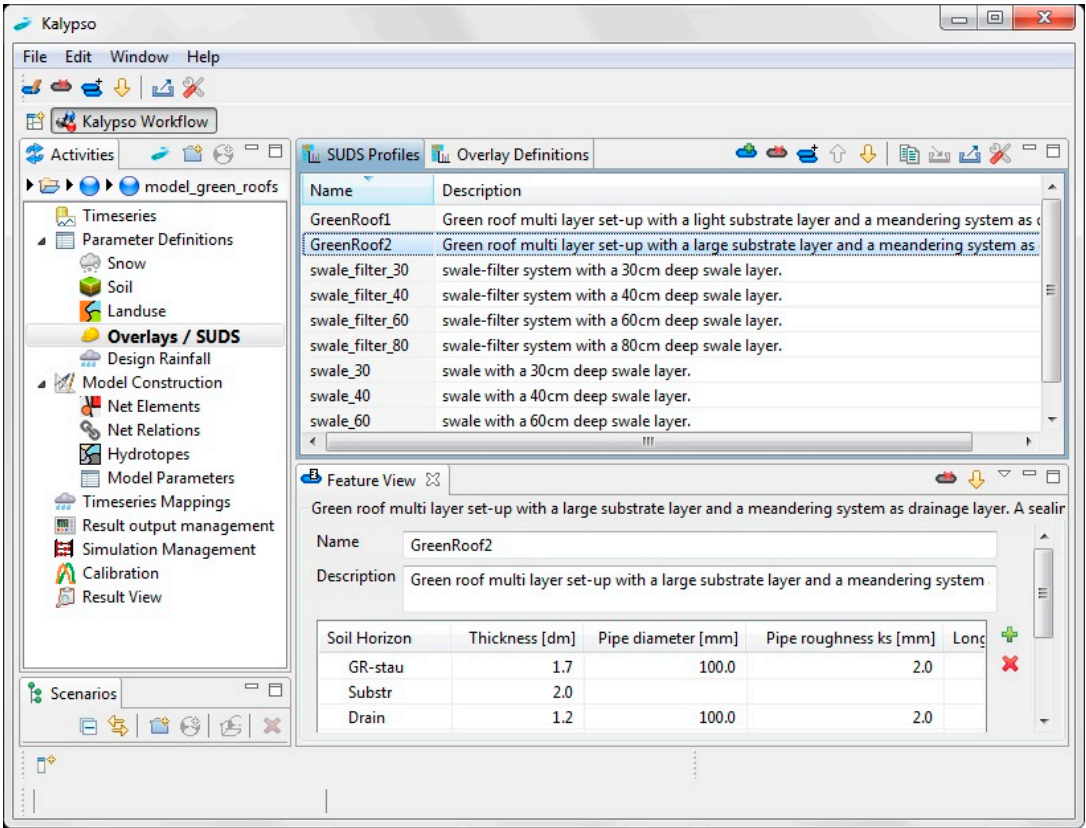 Kalypso
File Edit Window Help
Kalypso Workflow
Activities
model_green_roofs
Timeseries
Parameter Definitions
Snow
Soil
Landuse
Overlays / SUDS
Design Rainfall
Model Construction
Net Elements
Net Relations
Hydrotopes
Model Parameters
Timeseries Mappings
Result output management
Simulation Management
Calibration
Result View
Scenarios
SUDS Profiles Overlay Definitions
Name Description
GreenRoof1 Green roof multi layer set-up with a light substrate layer and a meandering system as
GreenRoof2 Green roof multi layer set-up with a large substrate layer and a meandering system as
swale_filter_30 swale-filter system with a 30cm deep swale layer.
swale_filter_40 swale-filter system with a 40cm deep swale layer.
swale_filter_60 swale-filter system with a 60cm deep swale layer.
swale_filter_80 swale-filter system with a 80cm deep swale layer.
swale_30 swale with a 30cm deep swale layer.
swale_40 swale with a 40cm deep swale layer.
swale_60 swale with a 60cm deep swale layer.
Feature View
Green roof multi layer set-up with a large substrate layer and a meandering system as drainage layer. A sealin
Name GreenRoof2
Description Green roof multi layer set-up with a large substrate layer and a meandering system
Soil Horizon Thickness [dm] Pipe diameter [mm] Pipe roughness ks [mm] Long
GR-stau 1.7 100.0 2.0
Substr 2.0
Drain 1.2 100.0 2.0